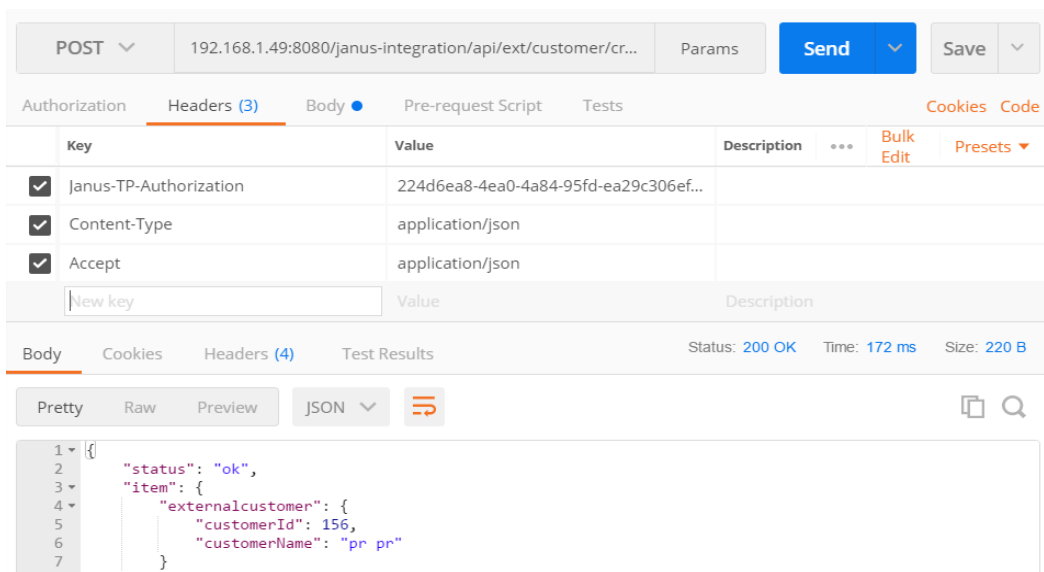 POST 192.168.1.49:8080/janus-integration/api/ext/customer/cr... Params Send Save
Authorization Headers (3) Body Pre-request Script Tests Cookies Code
Key Value Description Bulk Edit Presets
Janus-TP-Authorization 224d6ea8-4ea0-4a84-95fd-ea29c306ef...
Content-Type application/json
Accept application/json
New key Value Description
Body Cookies Headers (4) Test Results Status: 200 OK Time: 172 ms Size: 220 B
Pretty Raw Preview JSON
1 {
2 "status": "ok",
3 "item": {
4 "externalcustomer": {
5 "customerId": 156,
6 "customerName": "pr pr"
7 }